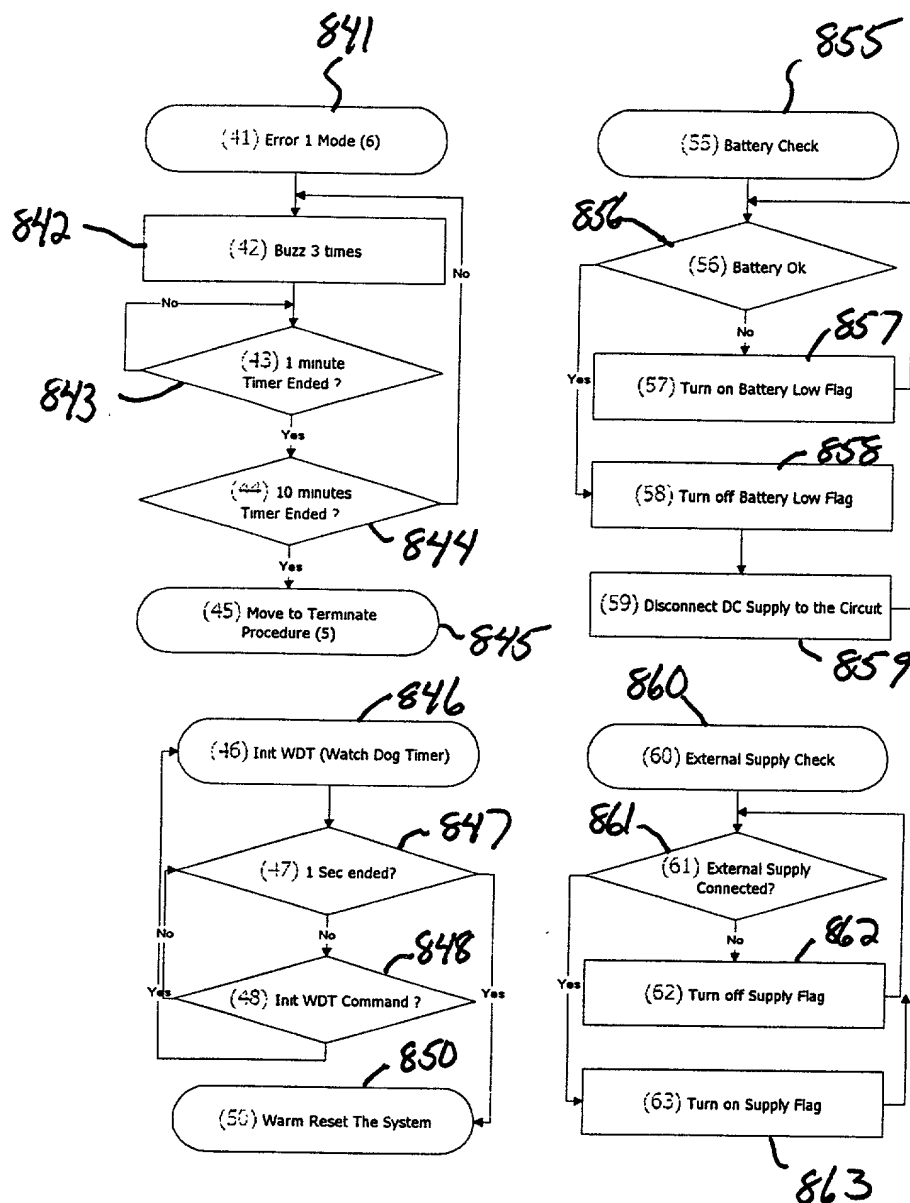 841
(41) Error 1 Mode (6)
842
(42) Buzz 3 times
No
No
(43) 1 minute
Timer Ended ?
843
Yes
(44) 10 minutes
Timer Ended ?
844
Yes
(45) Move to Terminate
Procedure (5)
845
855
(55) Battery Check
856
(56) Battery Ok
No
857
Yes
(57) Turn on Battery Low Flag
858
(58) Turn off Battery Low Flag
(59) Disconnect DC Supply to the Circuit
859
846
(46) Init WDT (Watch Dog Timer)
847
(47) 1 Sec ended?
No
No
848
(48) Init WDT Command ?
Yes
Yes
850
(50) Warm Reset The System
860
(60) External Supply Check
861
(61) External Supply
Connected?
No
862
Yes
(62) Turn off Supply Flag
(63) Turn on Supply Flag
863